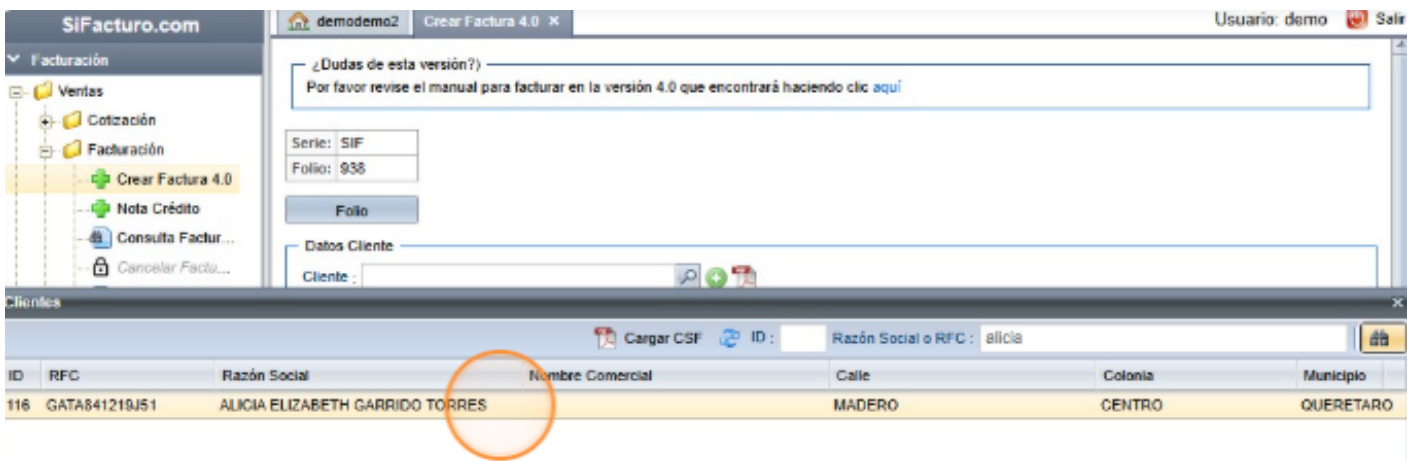 SiFacturo.com
demodemo2 Crear Factura 4.0 ×
Usuario: demo Salir
Facturación
Ventas
Cotización
Facturación
Crear Factura 4.0
Nota Crédito
Consulta Factur...
Cancelar Factu...
¿Dudas de esta versión?)
Por favor revise el manual para facturar en la versión 4.0 que encontrará haciendo clic aquí
Serie: SIF
Folio: 938
Folio
Datos Cliente
Cliente :
Clientes
Cargar CSF ID : Razón Social o RFC : alicia
ID RFC Razón Social Nombre Comercial Calle Colonia Municipio
116 GATA841219J51 ALICIA ELIZABETH GARRIDO TORRES MADERO CENTRO QUERETARO